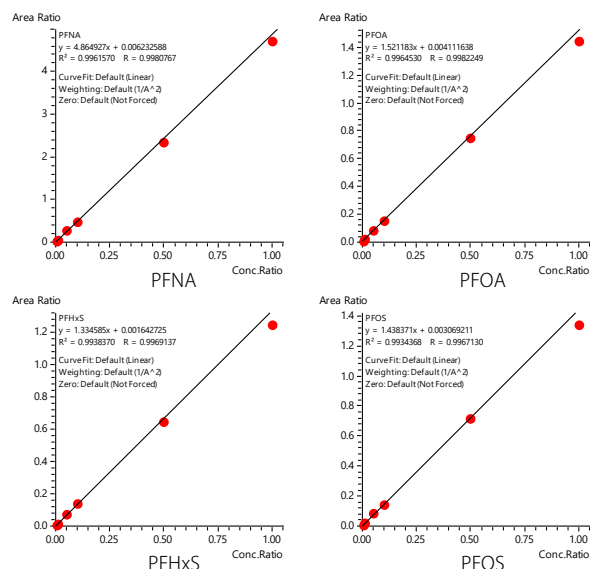 Area Ratio
PFNA
y = 4.864927x + 0.006232588
R² = 0.9961570 R = 0.9980767
CurveFit: Default (Linear)
Weighting: Default (1/A^2)
Zero: Default (Not Forced)
4
3
2
1
0
0.00 0.25 0.50 0.75 1.00
Conc.Ratio
PFNA
Area Ratio
PFOA
y = 1.521183x + 0.004111638
R² = 0.9964530 R = 0.9982249
CurveFit: Default (Linear)
Weighting: Default (1/A^2)
Zero: Default (Not Forced)
1.4
1.2
1.0
0.8
0.6
0.4
0.2
0.0
0.00 0.25 0.50 0.75 1.00
Conc.Ratio
PFOA
Area Ratio
PFHxS
y = 1.334585x + 0.001642725
R² = 0.9938370 R = 0.9969137
CurveFit: Default (Linear)
Weighting: Default (1/A^2)
Zero: Default (Not Forced)
1.2
1.0
0.8
0.6
0.4
0.2
0.0
0.00 0.25 0.50 0.75 1.00
Conc.Ratio
PFHxS
Area Ratio
PFOS
y = 1.438371x + 0.003069211
R² = 0.9934368 R = 0.9967130
CurveFit: Default (Linear)
Weighting: Default (1/A^2)
Zero: Default (Not Forced)
1.4
1.2
1.0
0.8
0.6
0.4
0.2
0.0
0.00 0.25 0.50 0.75 1.00
Conc.Ratio
PFOS